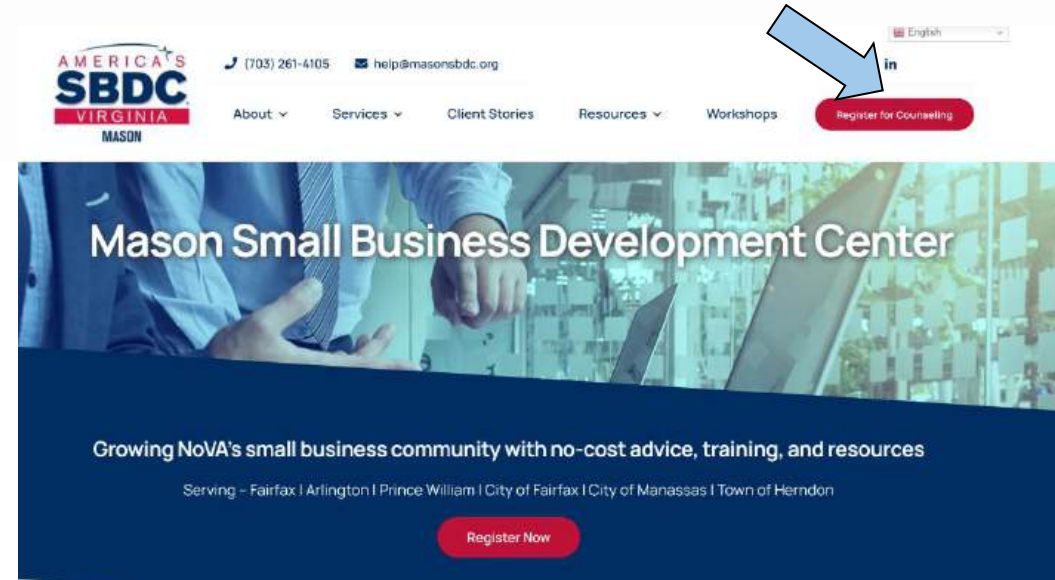 English
AMERICA'S
SBDC
VIRGINIA
MASON
(703) 261-4105 help@masonsbdc.org in
About Services Client Stories Resources Workshops Register for Counseling
Mason Small Business Development Center
Growing NoVA's small business community with no-cost advice, training, and resources
Serving – Fairfax | Arlington | Prince William | City of Fairfax | City of Manassas | Town of Herndon
Register Now